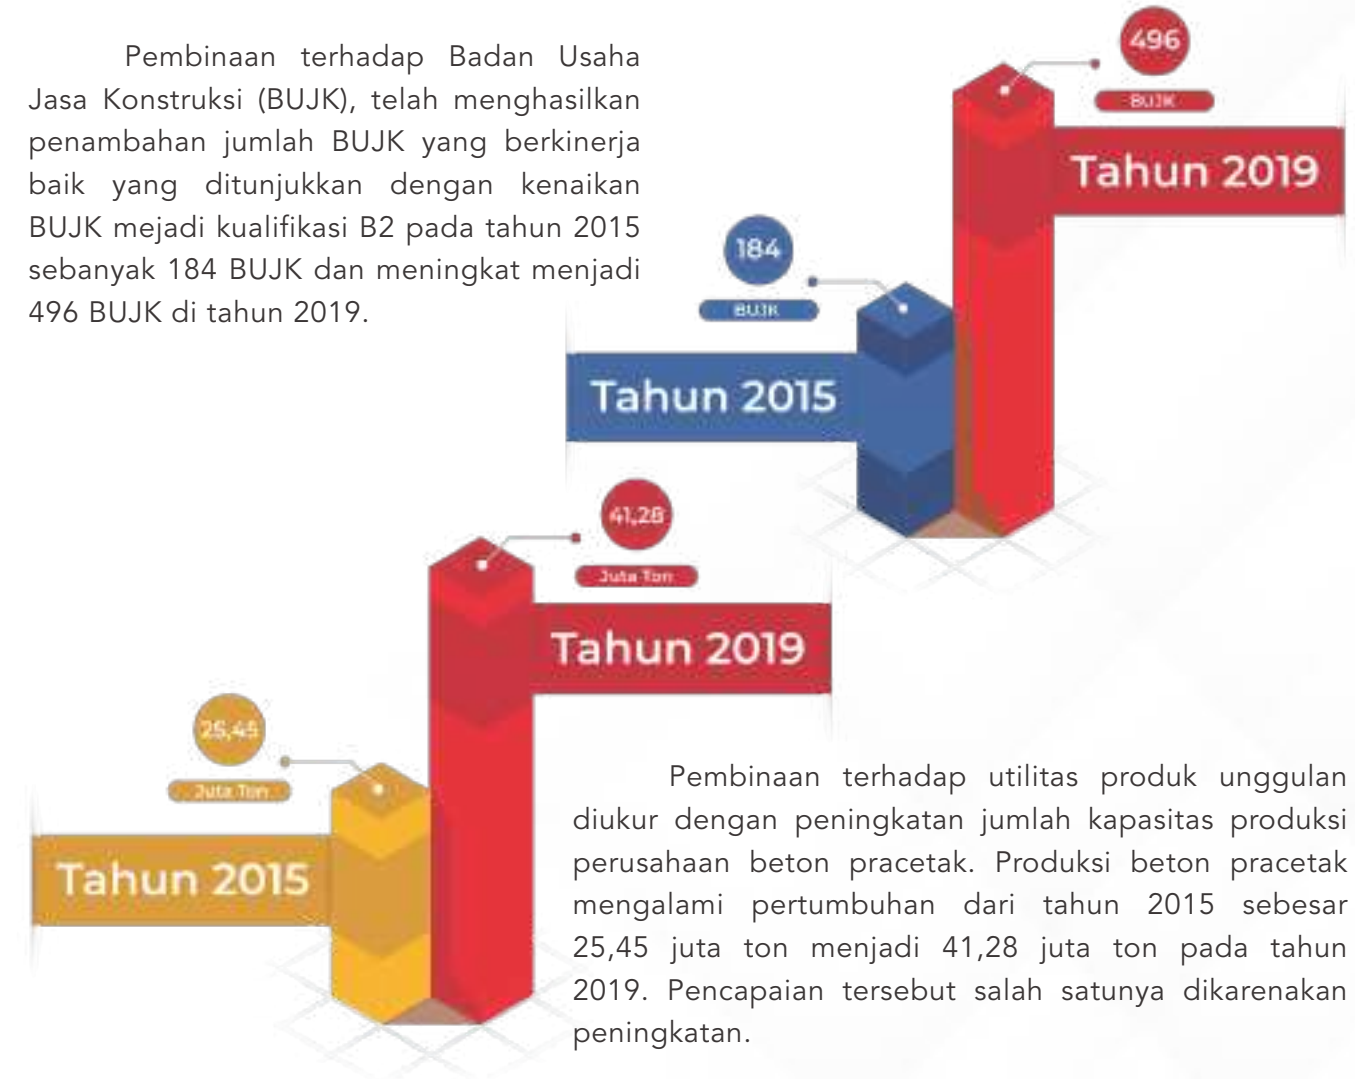 Pembinaan terhadap Badan Usaha
Jasa Konstruksi (BUJK), telah menghasilkan
penambahan jumlah BUJK yang berkinerja
baik yang ditunjukkan dengan kenaikan
BUJK mejadi kualifikasi B2 pada tahun 2015
sebanyak 184 BUJK dan meningkat menjadi
496 BUJK di tahun 2019.
496
BUJK
Tahun 2019
184
BUJK
Tahun 2015
41,28
Juta Ton
Tahun 2019
25,45
Juta Ton
Tahun 2015
Pembinaan terhadap utilitas produk unggulan
diukur dengan peningkatan jumlah kapasitas produksi
perusahaan beton pracetak. Produksi beton pracetak
mengalami pertumbuhan dari tahun 2015 sebesar
25,45 juta ton menjadi 41,28 juta ton pada tahun
2019. Pencapaian tersebut salah satunya dikarenakan
peningkatan.